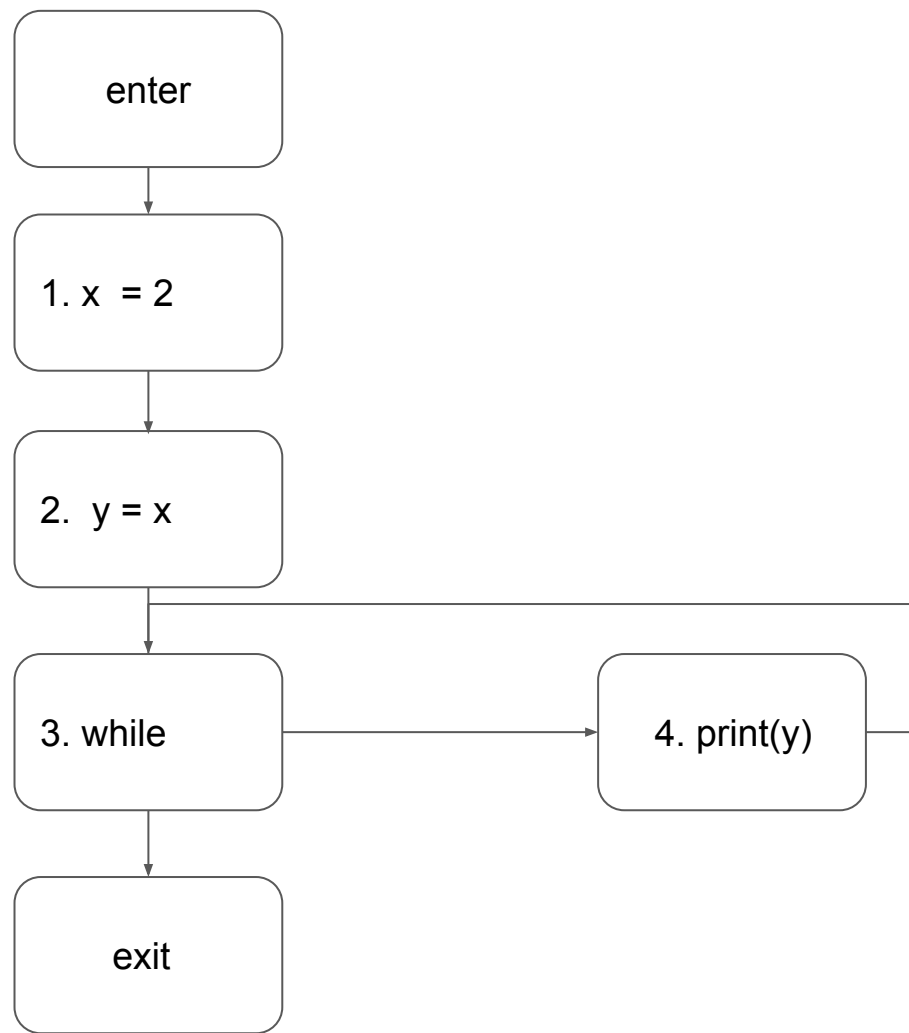 enter
1. x  = 2
2.  y = x
3. while
4. print(y)
exit